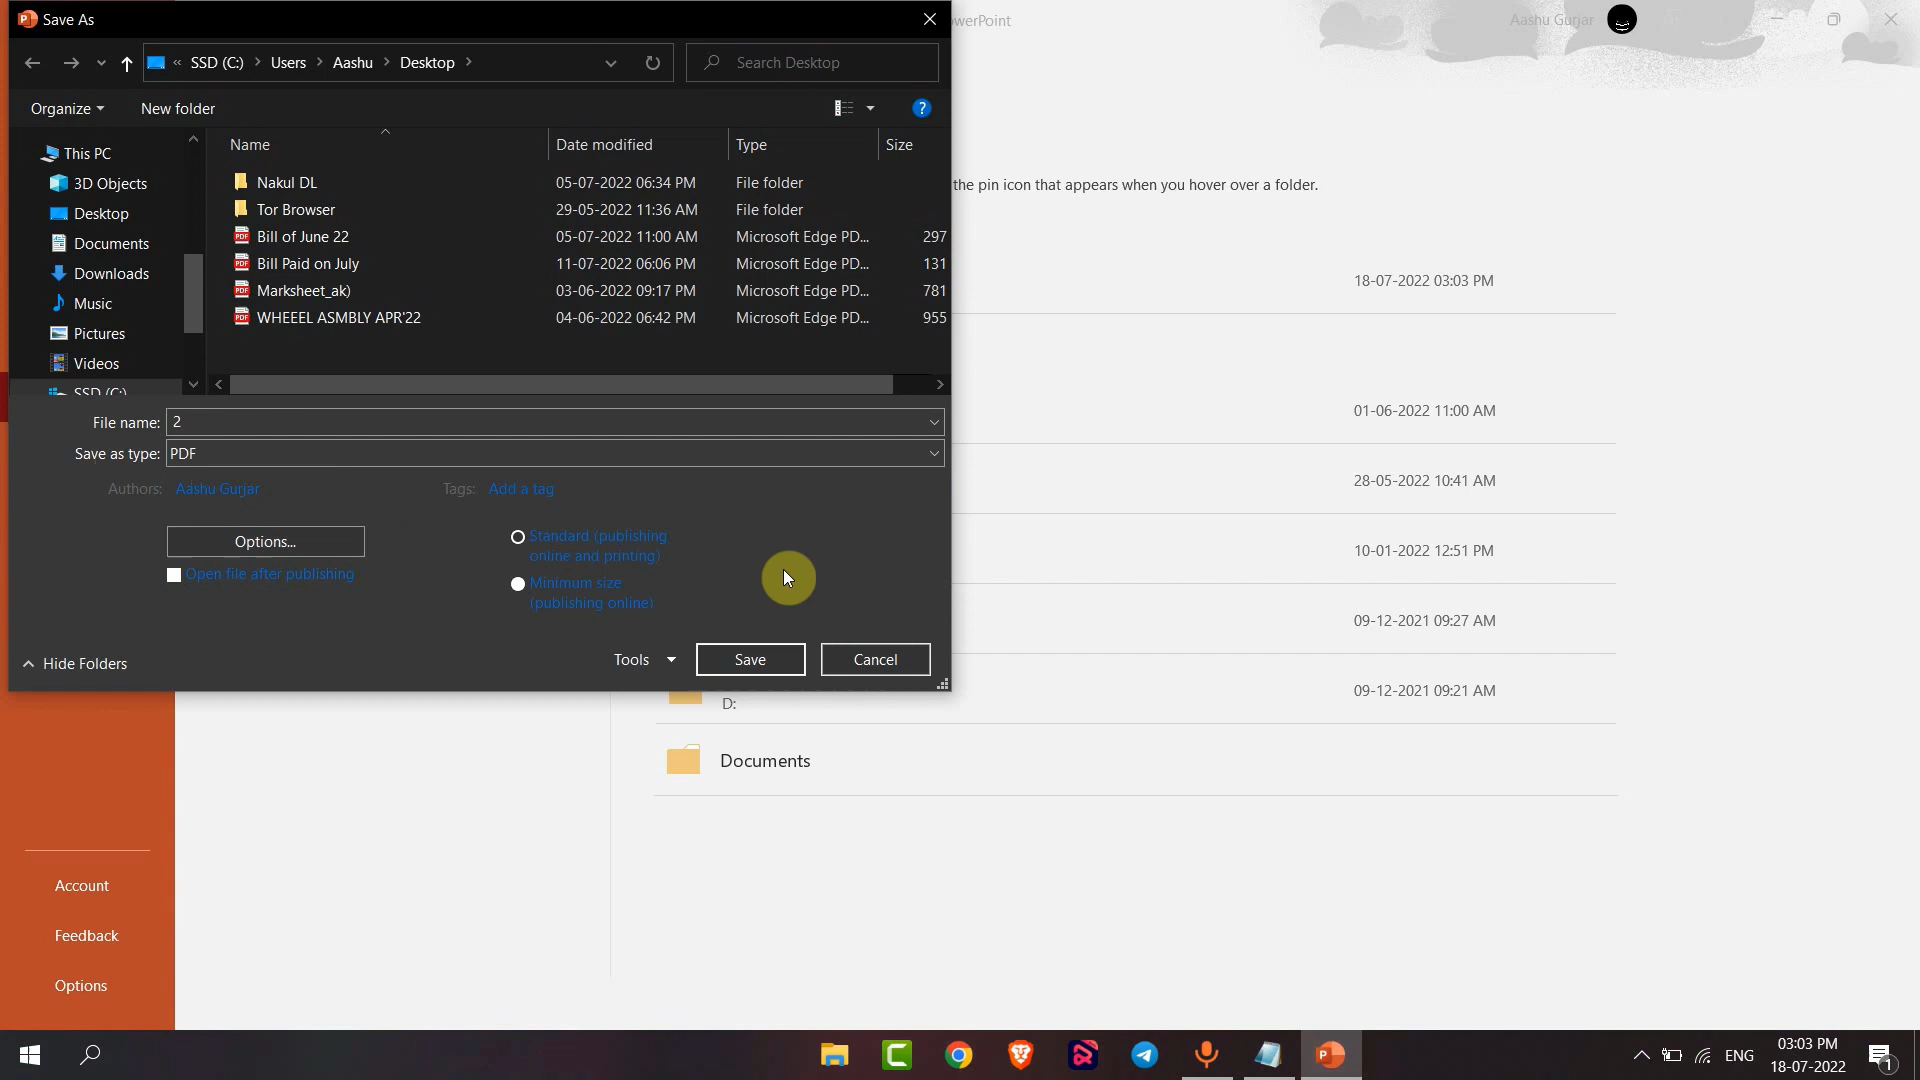 Save As
werPoint
Aashu Gurjar
« SSD (C:) > Users > Aashu > Desktop >
Search Desktop
Organize
New folder
?
This PC
3D Objects
Desktop
Documents
Downloads
Music
Pictures
Videos
SSD (C:)
Name Date modified Type Size
Nakul DL 05-07-2022 06:34 PM File folder
Tor Browser 29-05-2022 11:36 AM File folder
Bill of June 22 05-07-2022 11:00 AM Microsoft Edge PD... 297
Bill Paid on July 11-07-2022 06:06 PM Microsoft Edge PD... 131
Marksheet_ak) 03-06-2022 09:17 PM Microsoft Edge PD... 781
WHEEEL ASMBLY APR'22 04-06-2022 06:42 PM Microsoft Edge PD... 955
File name: 2
Save as type: PDF
Authors: Aashu Gurjar
Tags: Add a tag
Options...
Open file after publishing
Standard (publishing
online and printing)
Minimum size
(publishing online)
Hide Folders
Tools
Save
Cancel
the pin icon that appears when you hover over a folder.
18-07-2022 03:03 PM
01-06-2022 11:00 AM
28-05-2022 10:41 AM
10-01-2022 12:51 PM
09-12-2021 09:27 AM
09-12-2021 09:21 AM
D:
Documents
Account
Feedback
Options
ENG
03:03 PM
18-07-2022
1